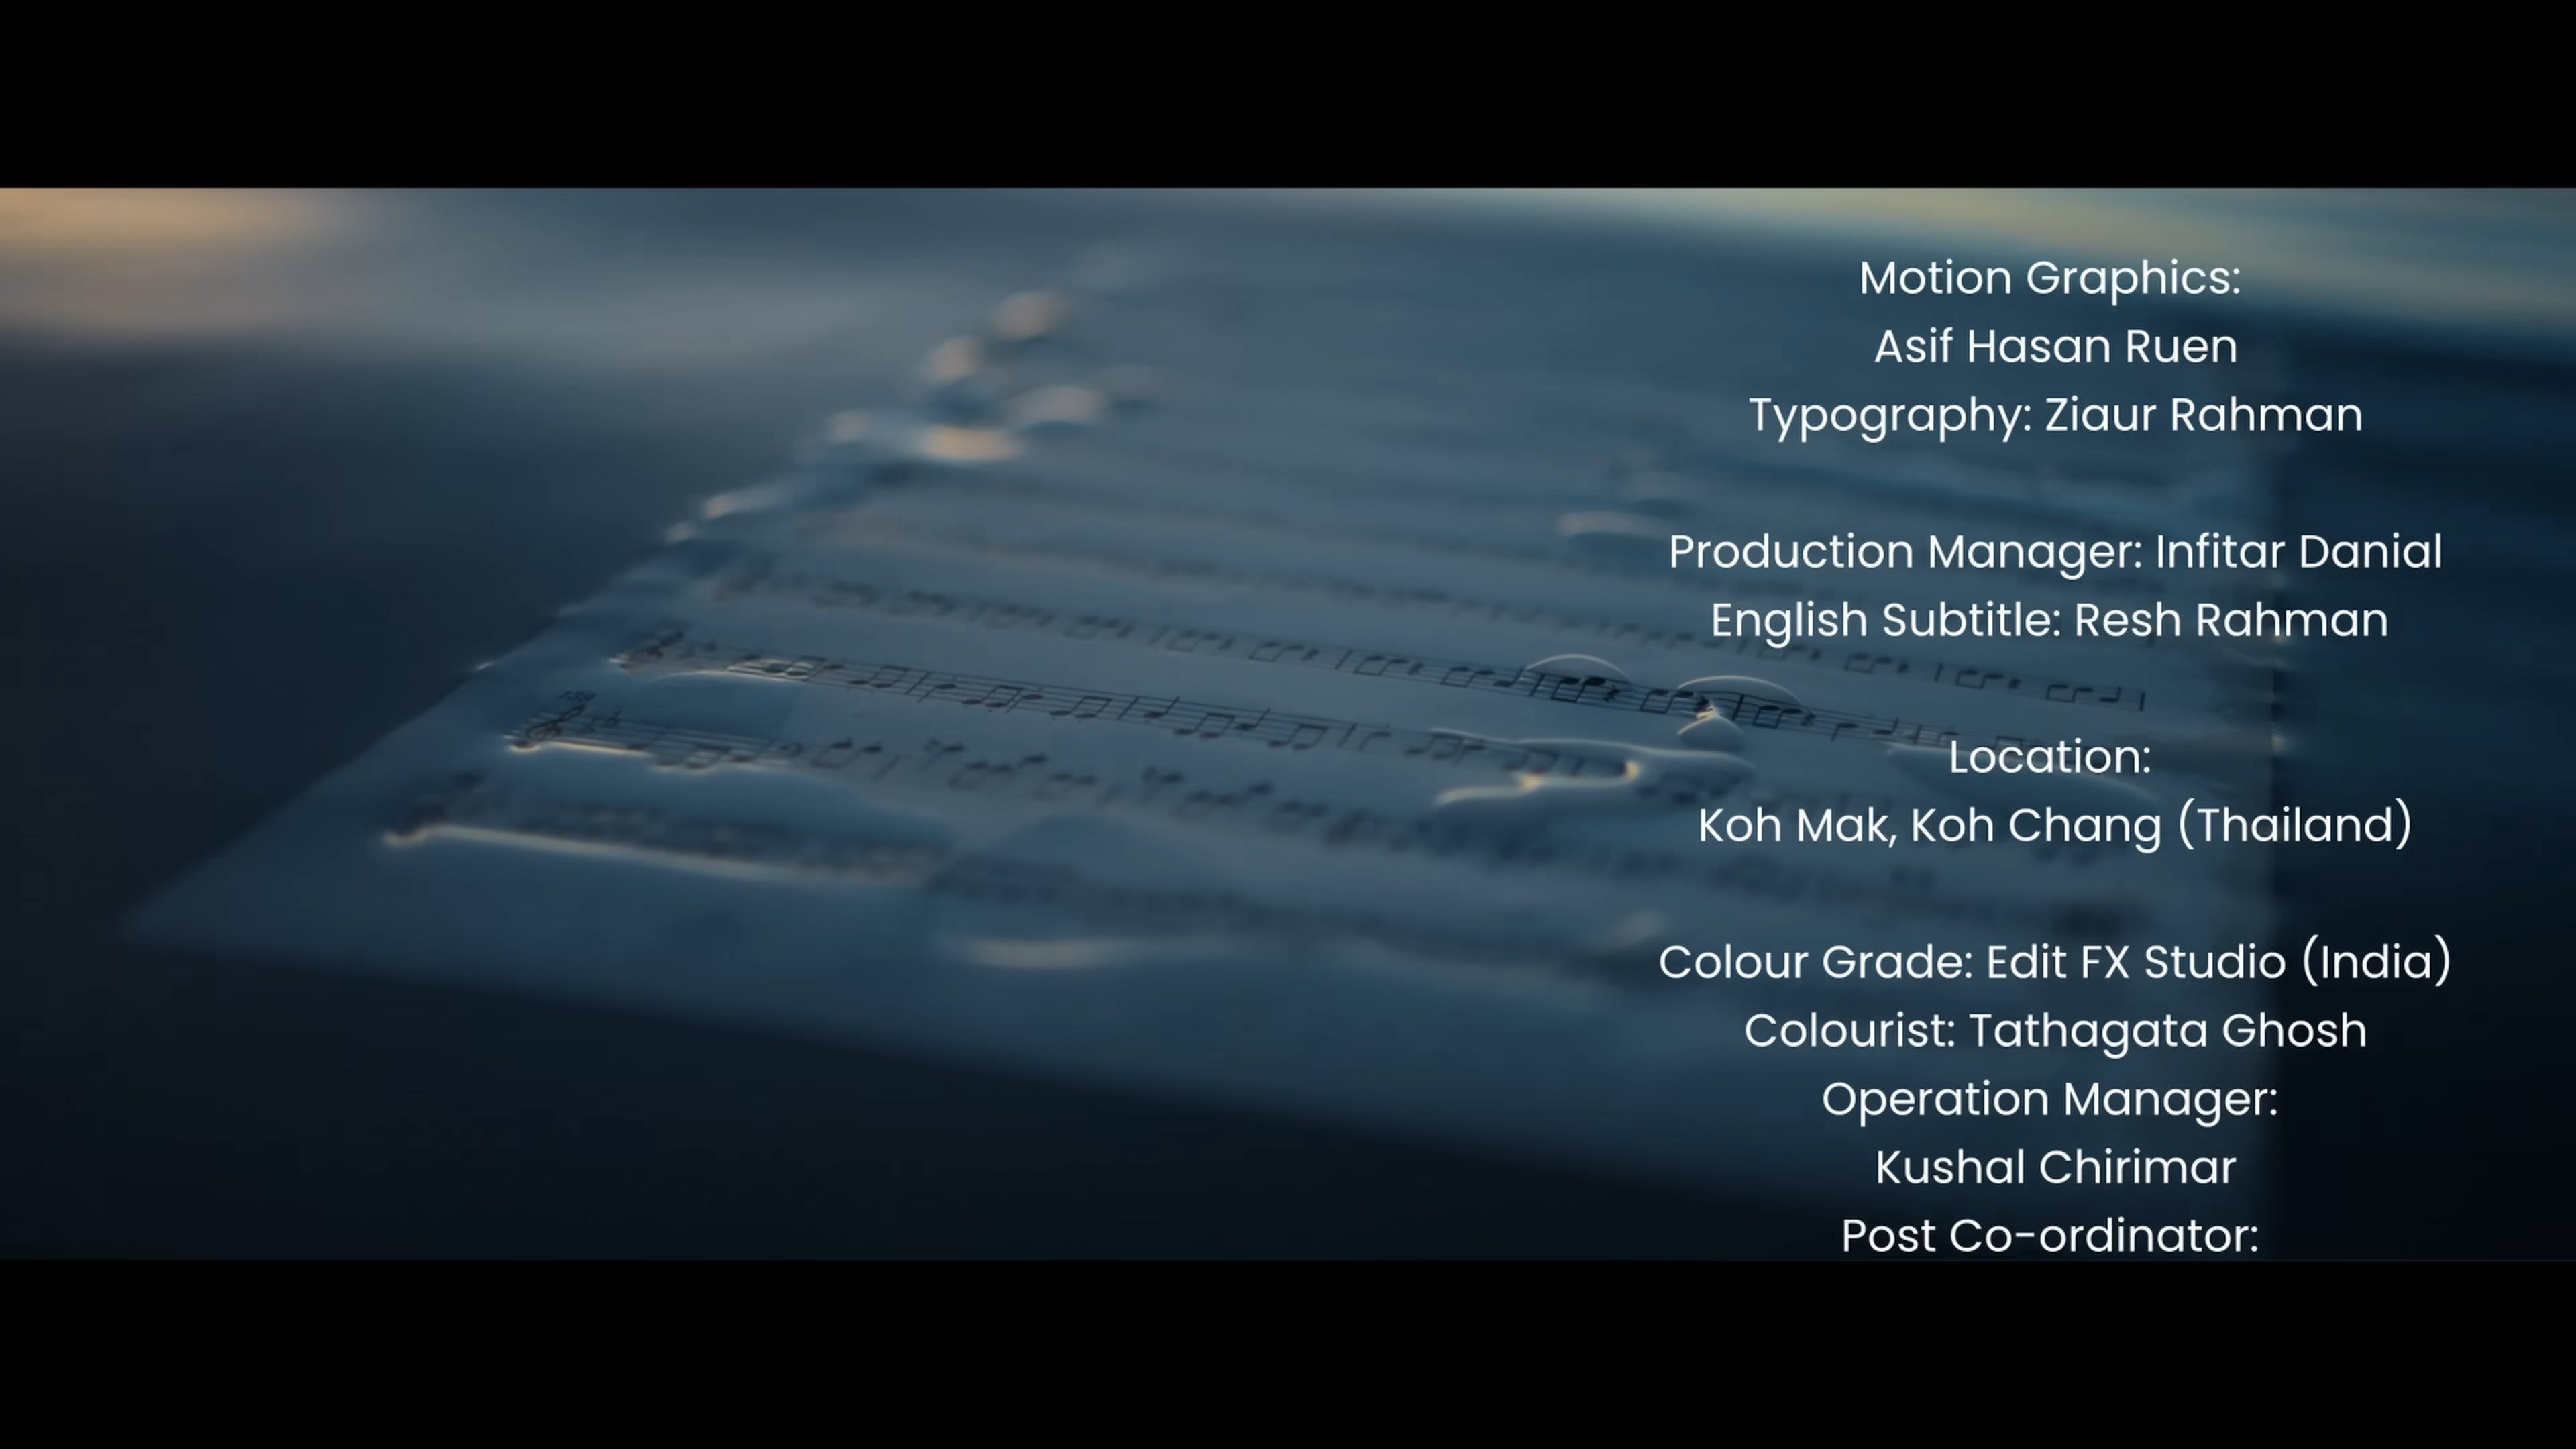 Motion Graphics:
Asif Hasan Ruen
Typography: Ziaur Rahman
Production Manager: Infitar Danial
English Subtitle: Resh Rahman
Location:
Koh Mak, Koh Chang (Thailand)
Colour Grade: Edit FX Studio (India)
Colourist: Tathagata Ghosh
Operation Manager:
Kushal Chirimar
Post Co-ordinator:
139